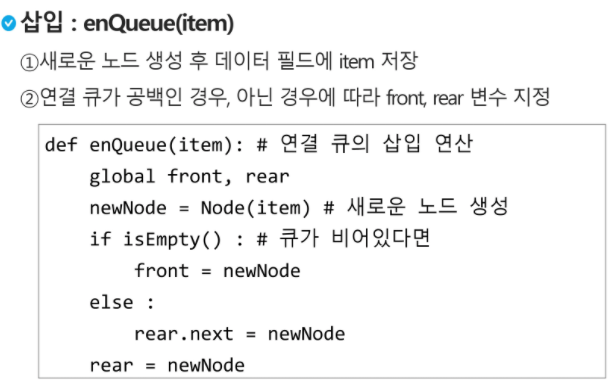 삽입 : enQueue(item)
①새로운 노드 생성 후 데이터 필드에 item 저장
②연결 큐가 공백인 경우, 아닌 경우에 따라 front, rear 변수 지정
def enQueue(item): # 연결 큐의 삽입 연산
    global front, rear
    newNode = Node(item) # 새로운 노드 생성
    if isEmpty() : # 큐가 비어있다면
        front = newNode
    else :
        rear.next = newNode
    rear = newNode